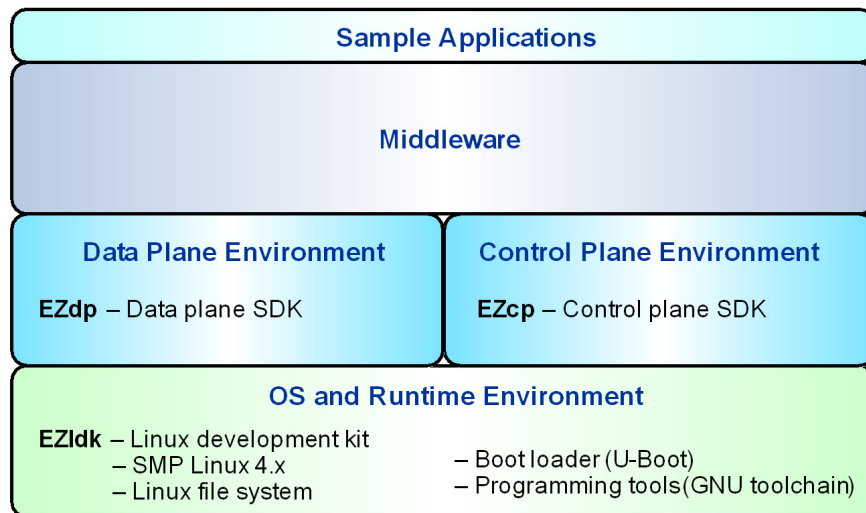 Sample Applications
Middleware
Data Plane Environment
EZdp – Data plane SDK
Control Plane Environment
EZcp – Control plane SDK
OS and Runtime Environment
EZldk – Linux development kit
– SMP Linux 4.x
– Linux file system
– Boot loader (U-Boot)
– Programming tools (GNU toolchain)